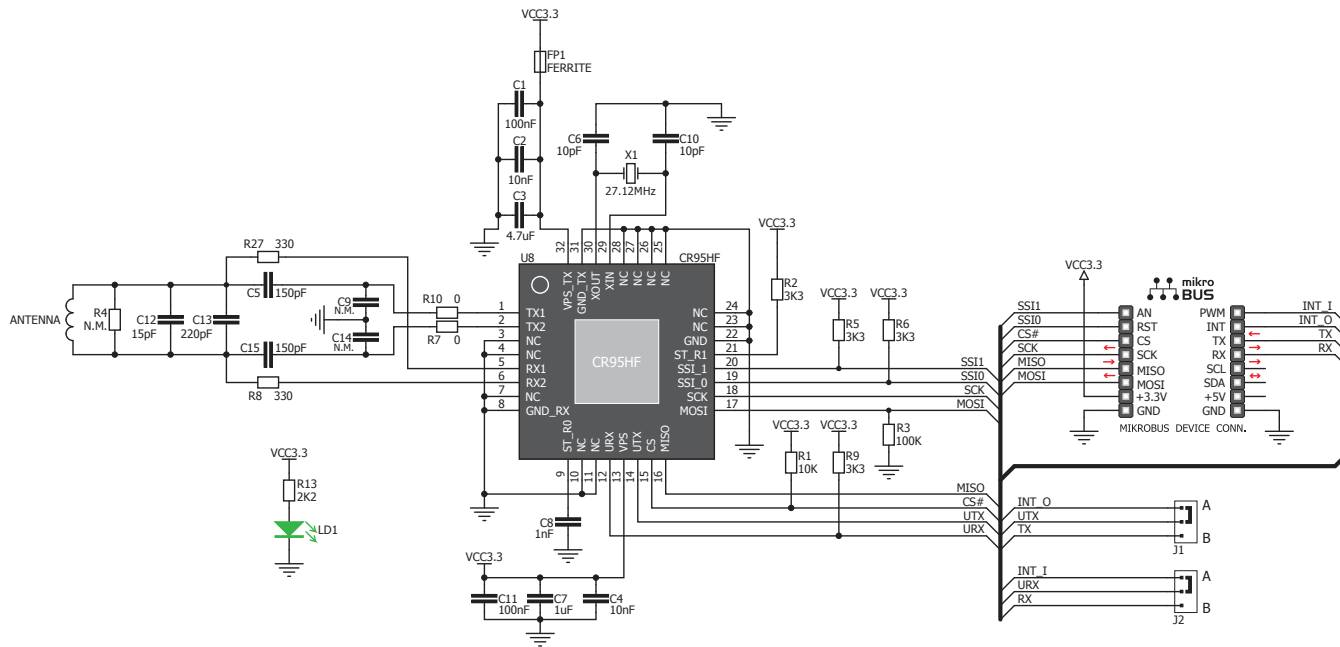 VCC3.3
FP1
FERRITE
C1
100nF
C2
10nF
C3
4.7uF
C6
10pF
C10
10pF
X1
27.12MHz
32
31
30
29
28
27
26
25
U8
CR95HF
VPS_TX
GND_TX
XOUT
XIN
NC
NC
NC
NC
R27 330
C5 150pF
ANTENNA
R4
N.M.
C12
15pF
C13
220pF
C9
N.M.
C14
N.M.
C15 150pF
R8 330
R10 0
R7 0
1 TX1
2 TX2
3 NC
4 NC
5 RX1
6 RX2
7 NC
8 GND_RX
CR95HF
NC 24
NC 23
GND 22
ST_R1 21
SSI_1 20
SSI_0 19
SCK 18
MOSI 17
ST_R0
NC
NC
URX
VPS
UTX
CS
MISO
9
10
11
12
13
14
15
16
VCC3.3
R2
3K3
VCC3.3
R5
3K3
VCC3.3
R6
3K3
SSI1
SSI0
SCK
MOSI
VCC3.3
R1
10K
VCC3.3
R9
3K3
R3
100K
MISO
CS#
UTX
URX
C8
1nF
VCC3.3
R13
2K2
LD1
VCC3.3
C11
100nF
C7
1uF
C4
10nF
VCC3.3
mikro
BUS
SSI1
SSI0
CS#
SCK
MISO
MOSI
AN
RST
CS
SCK
MISO
MOSI
+3.3V
GND
PWM
INT
TX
RX
SCL
SDA
+5V
GND
INT_I
INT_O
TX
RX
MIKROBUS DEVICE CONN.
INT_O
UTX
TX
A
B
J1
INT_I
URX
RX
A
B
J2